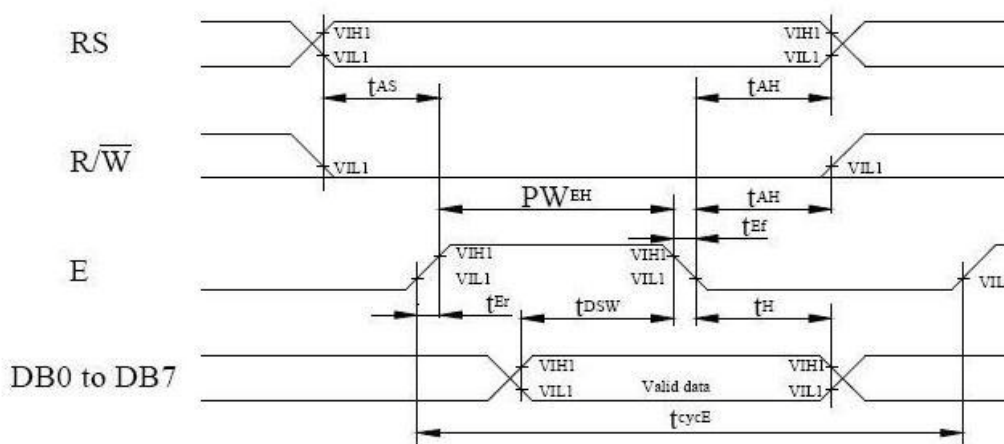 RS
VIH1 VIH1
VIL1 VIL1
tAS tAH
R/W̅
VIL1 VIL1
PWEH tAH
tEf
E
VIH1 VIH1
VIL1 VIL1 VIL
tEr tDSW tH
DB0 to DB7
VIH1 VIH1
VIL1 Valid data VIL1
tcycE